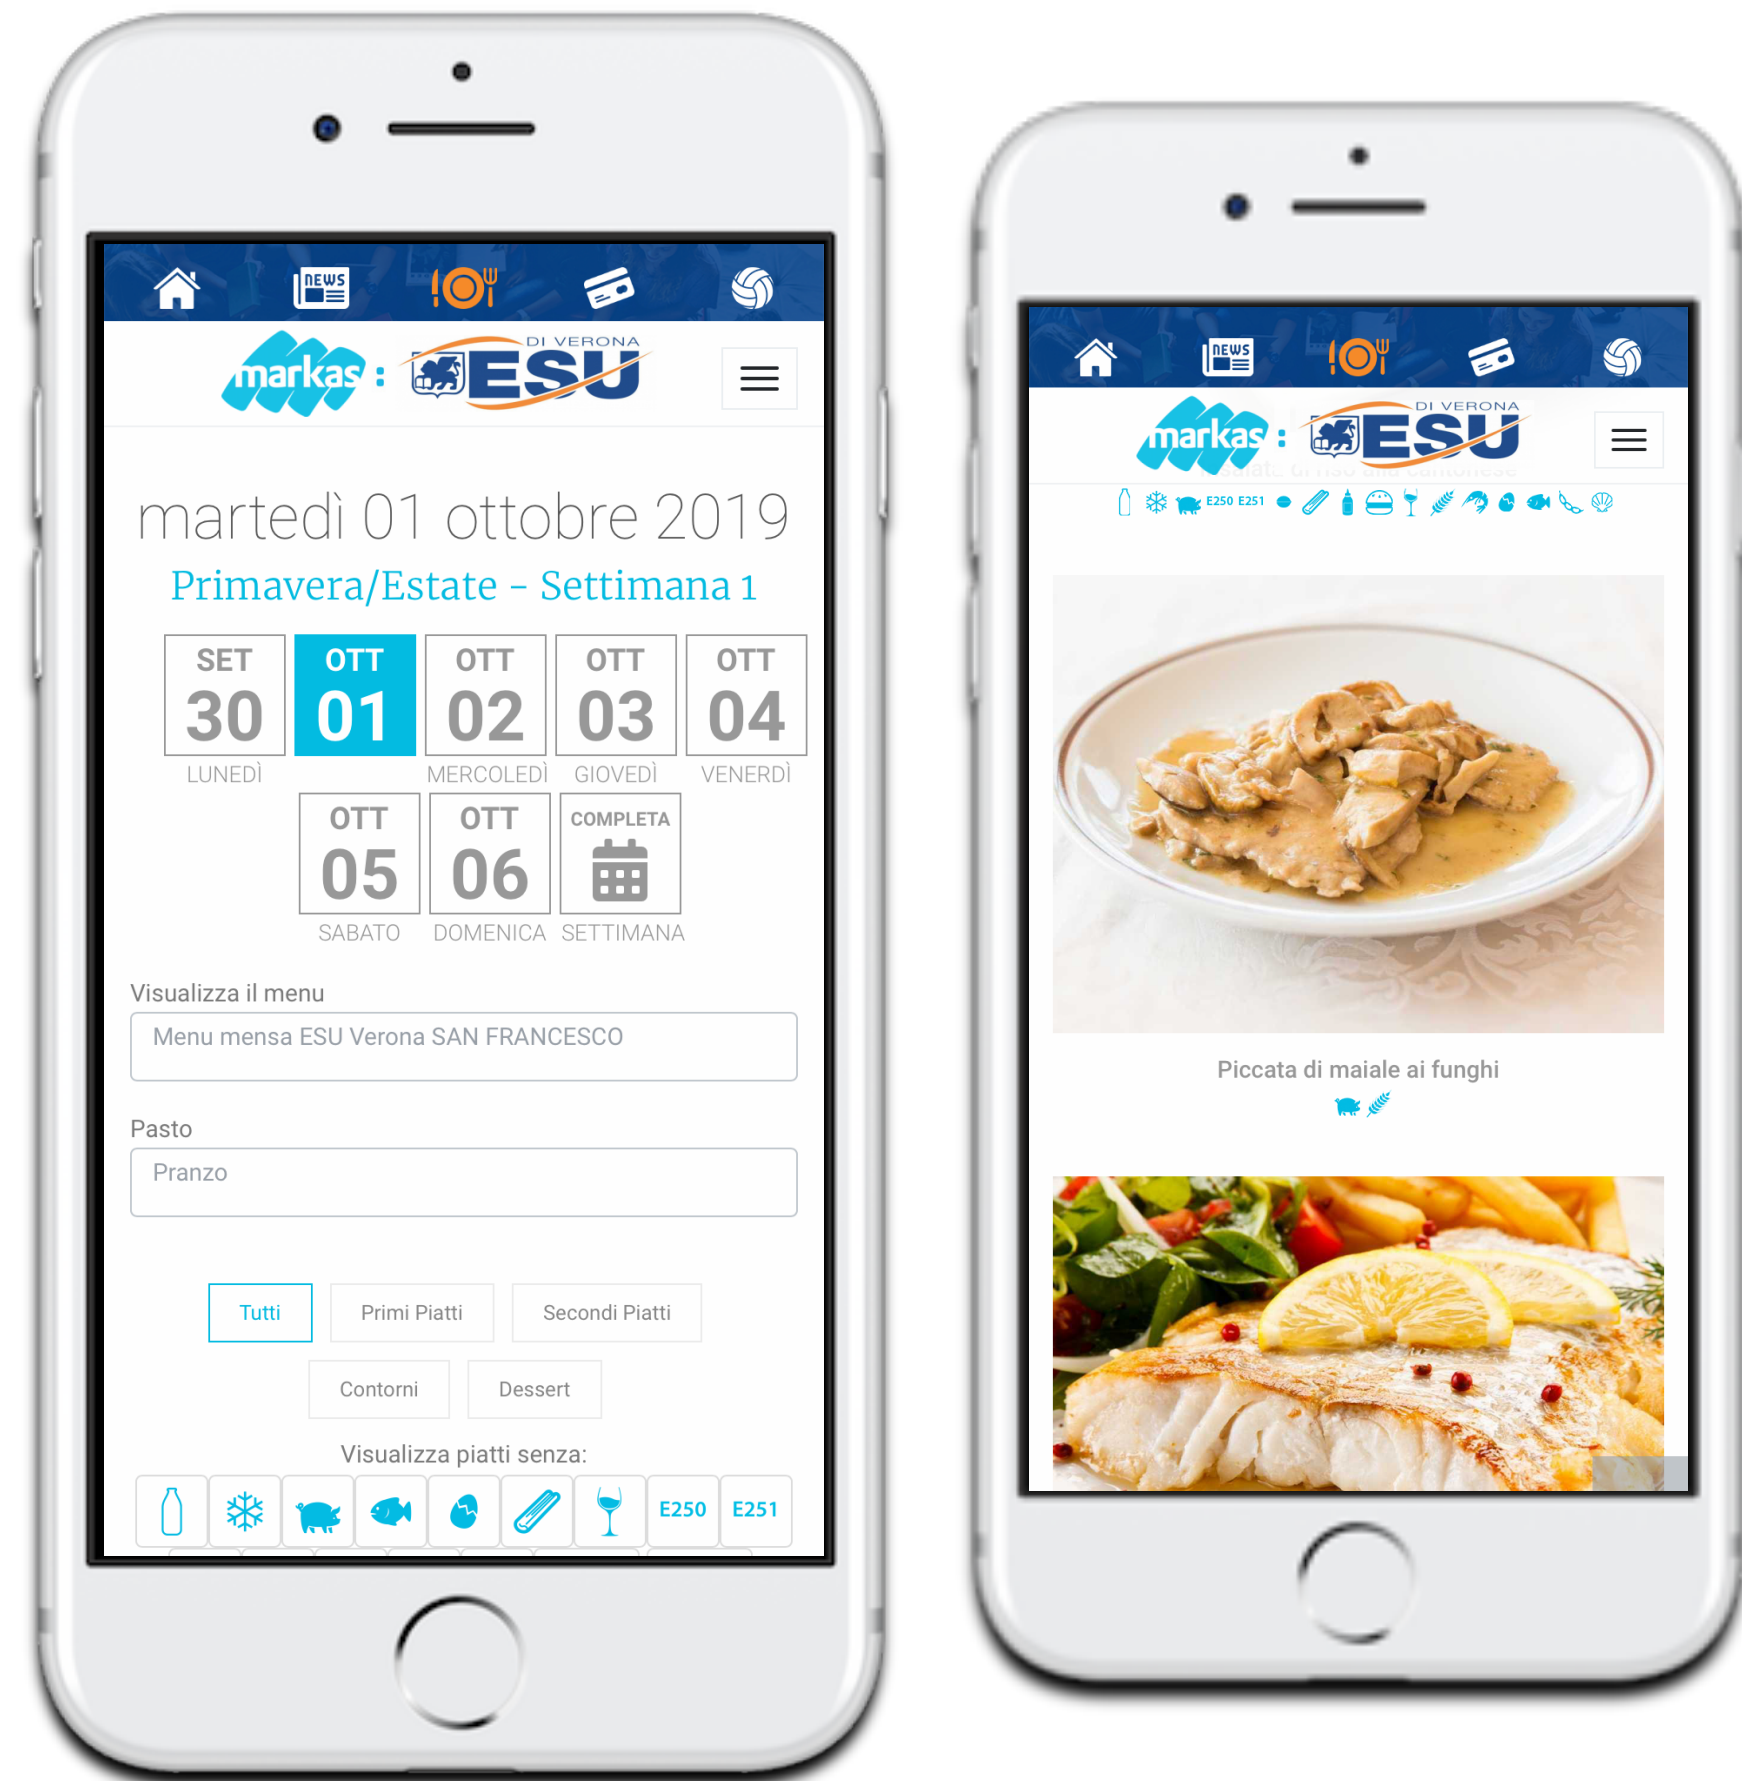 NEWS
markas:
DI VERONA
ESU
martedì 01 ottobre 2019
Primavera/Estate - Settimana 1
SET OTT OTT OTT OTT
30 01 02 03 04
LUNEDÌ MERCOLEDÌ GIOVEDÌ VENERDÌ
OTT OTT COMPLETA
05 06
SABATO DOMENICA SETTIMANA
Visualizza il menu
Menu mensa ESU Verona SAN FRANCESCO
Pasto
Pranzo
Tutti Primi Piatti Secondi Piatti
Contorni Dessert
Visualizza piatti senza:
E250 E251
NEWS
markas:
DI VERONA
ESU
E250 E251
Piccata di maiale ai funghi